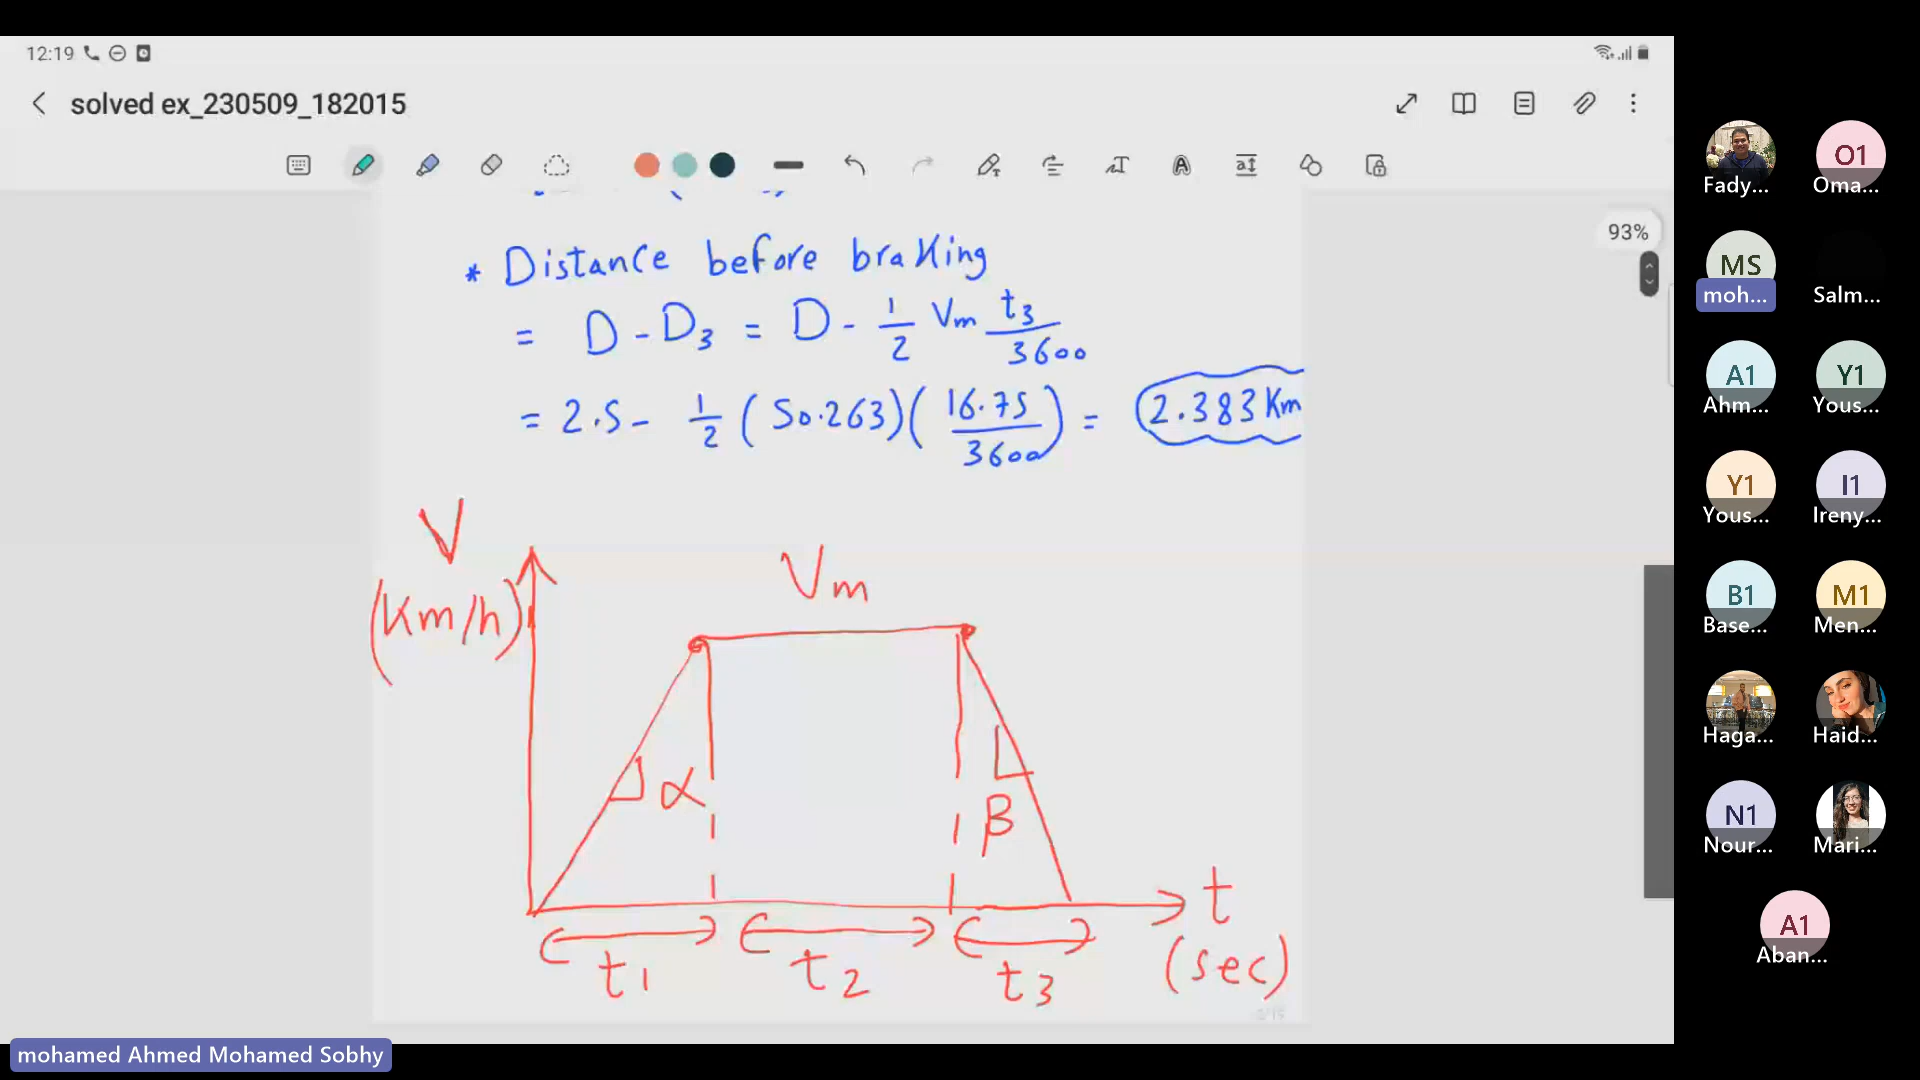 12:19
solved ex_230509_182015
93%
* Distance before braking
= D - D3 = D - 1/2 Vm t3/3600
= 2.5 - 1/2 (50.263)(16.75/3600) = 2.383 Km
V
(Km/h)
Vm
α
β
t
(sec)
t1
t2
t3
Fady...
O1
Oma...
MS
moh...
Salm...
A1
Ahm...
Y1
Yous...
Y1
Yous...
I1
Ireny...
B1
Base...
M1
Men...
Haga...
Haid...
N1
Nour...
Mari...
A1
Aban...
mohamed Ahmed Mohamed Sobhy